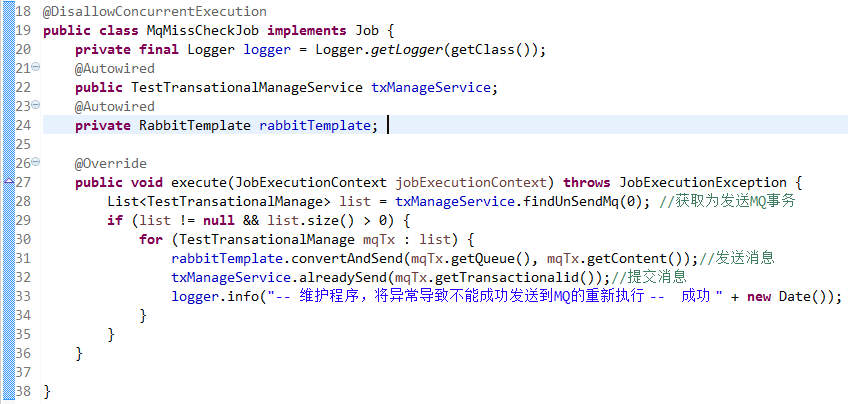 18 @DisallowConcurrentExecution
19 public class MqMissCheckJob implements Job {
20     private final Logger logger = Logger.getLogger(getClass());
21     @Autowired
22     public TestTransationalManageService txManageService;
23     @Autowired
24     private RabbitTemplate rabbitTemplate;
25
26     @Override
27     public void execute(JobExecutionContext jobExecutionContext) throws JobExecutionException {
28         List<TestTransationalManage> list = txManageService.findUnSendMq(0); //获取为发送MQ事务
29         if (list != null && list.size() > 0) {
30             for (TestTransationalManage mqTx : list) {
31                 rabbitTemplate.convertAndSend(mqTx.getQueue(), mqTx.getContent());//发送消息
32                 txManageService.alreadySend(mqTx.getTransactionalid());//提交消息
33                 logger.info("-- 维护程序，将异常导致不能成功发送到MQ的重新执行 --  成功 " + new Date());
34             }
35         }
36     }
37
38 }